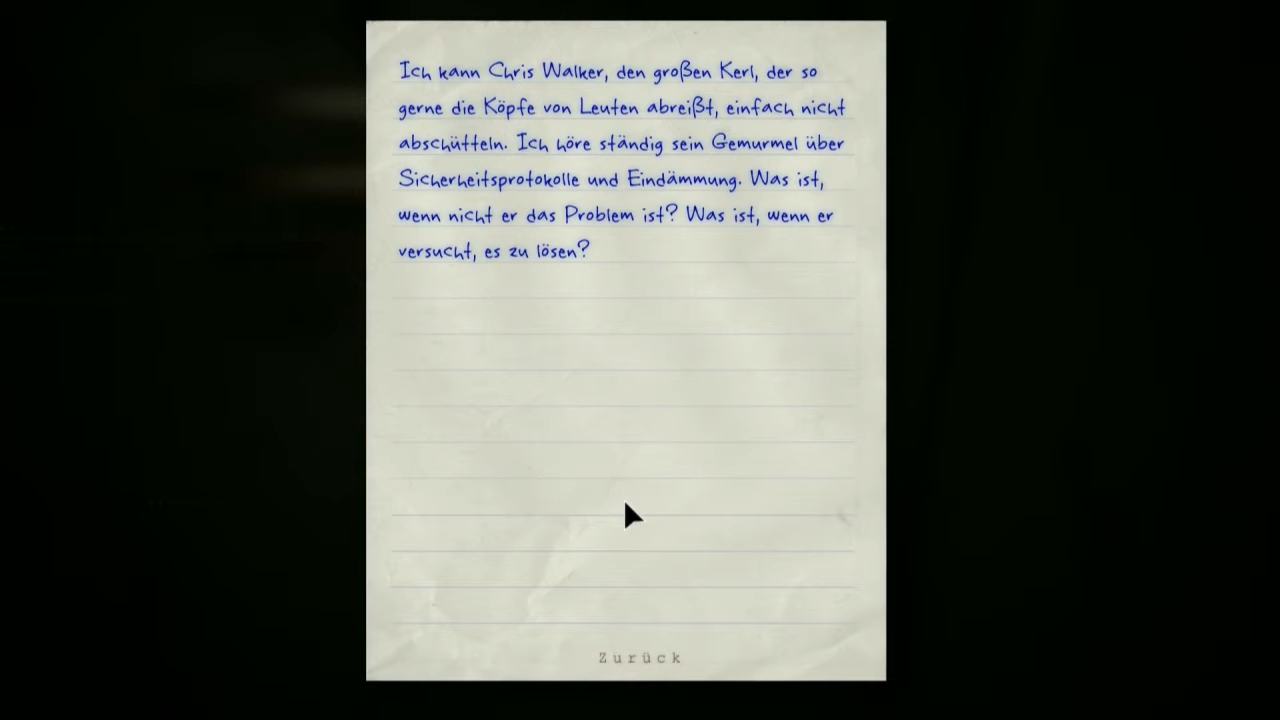 Ich kann Chris Walker, den großen Kerl, der so
gerne die Köpfe von Leuten abreißt, einfach nicht
abschütteln. Ich höre ständig sein Gemurmel über
Sicherheitsprotokolle und Eindämmung. Was ist,
wenn nicht er das Problem ist? Was ist, wenn er
versucht, es zu lösen?
Zurück